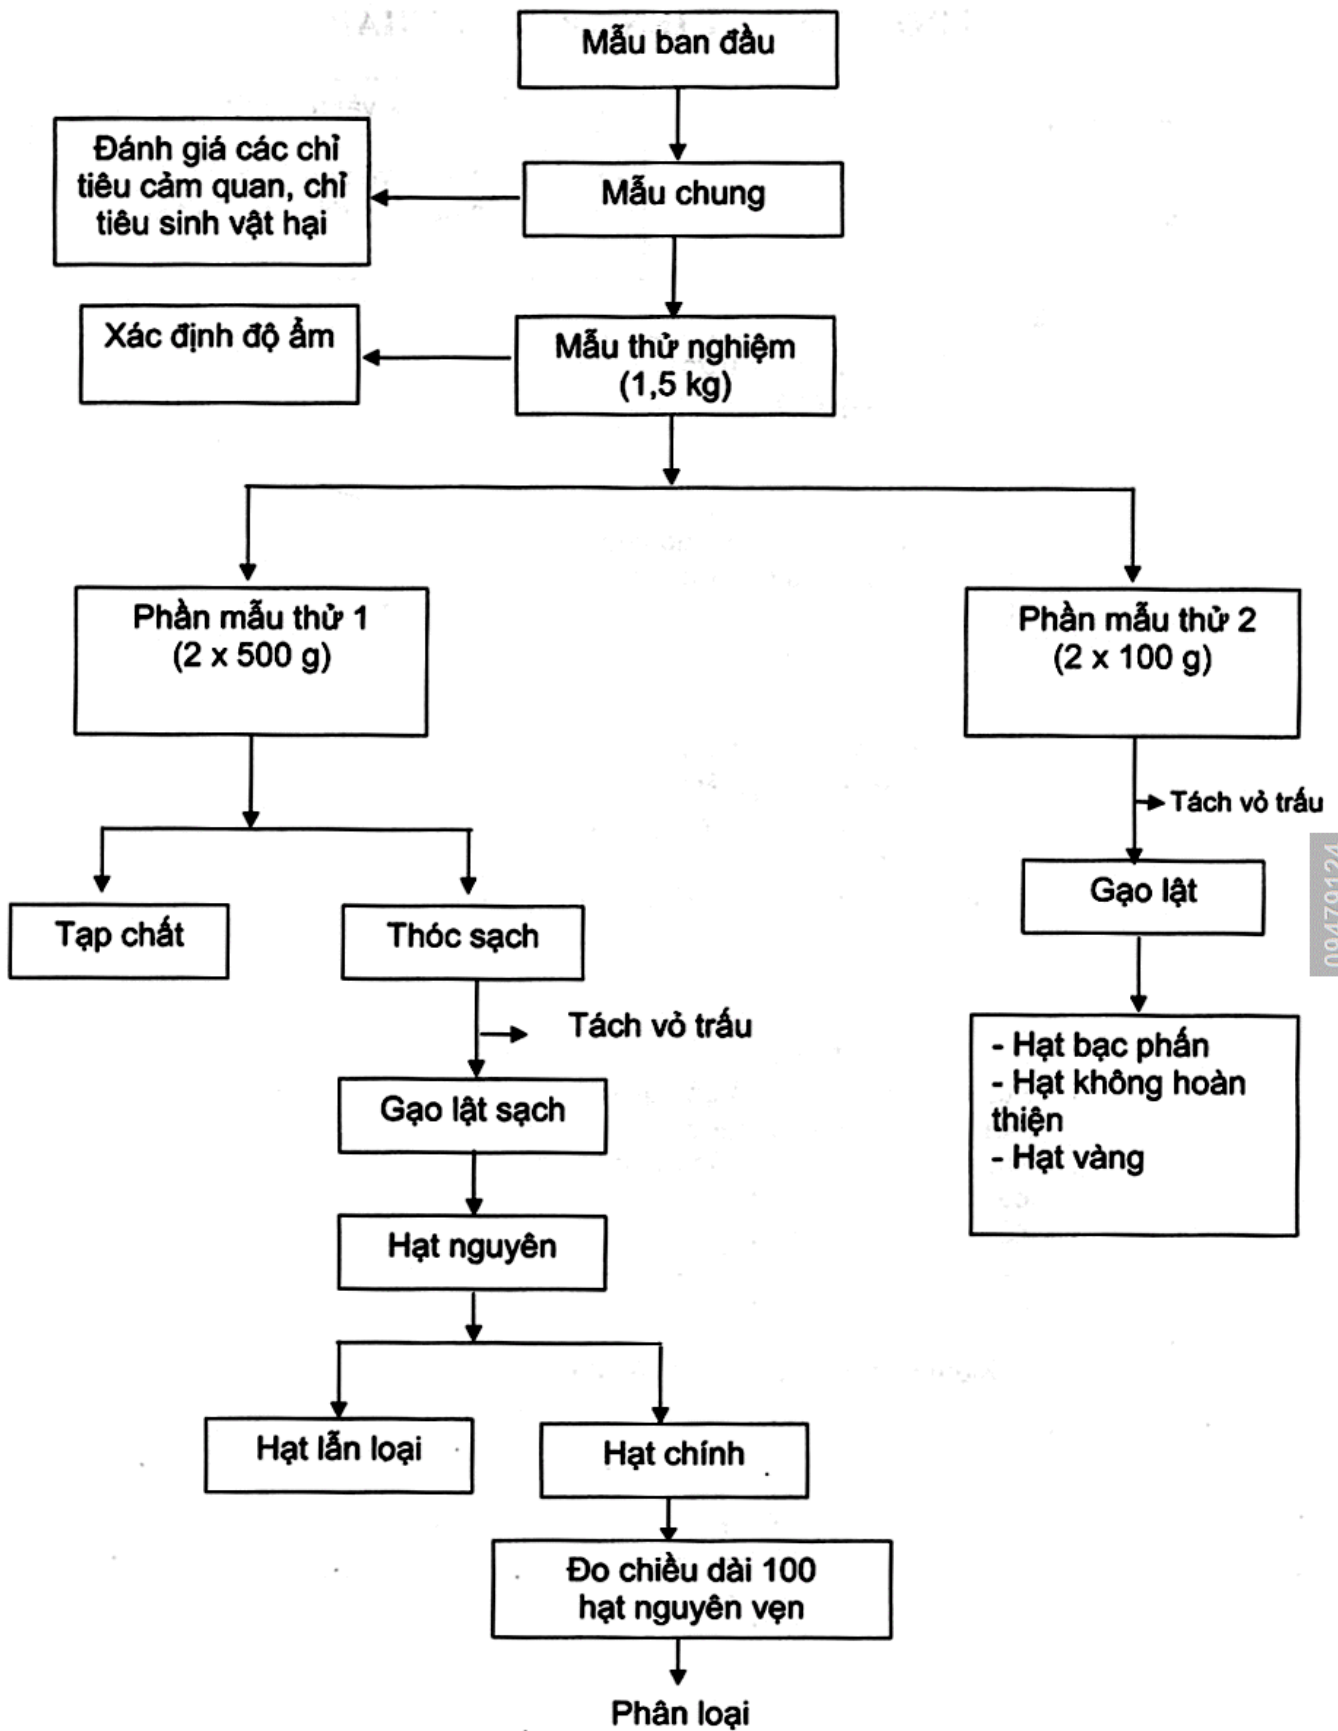 Mẫu ban đầu
Đánh giá các chỉ
tiêu cảm quan, chỉ
tiêu sinh vật hại
Mẫu chung
Xác định độ ẩm
Mẫu thử nghiệm
(1,5 kg)
Phần mẫu thử 1
(2 x 500 g)
Phần mẫu thử 2
(2 x 100 g)
Tách vỏ trấu
Gạo lật
Tạp chất
Thóc sạch
Tách vỏ trấu
Gạo lật sạch
- Hạt bạc phấn
- Hạt không hoàn
thiện
- Hạt vàng
Hạt nguyên
Hạt lẫn loại
Hạt chính
Đo chiều dài 100
hạt nguyên vẹn
Phân loại
09479124